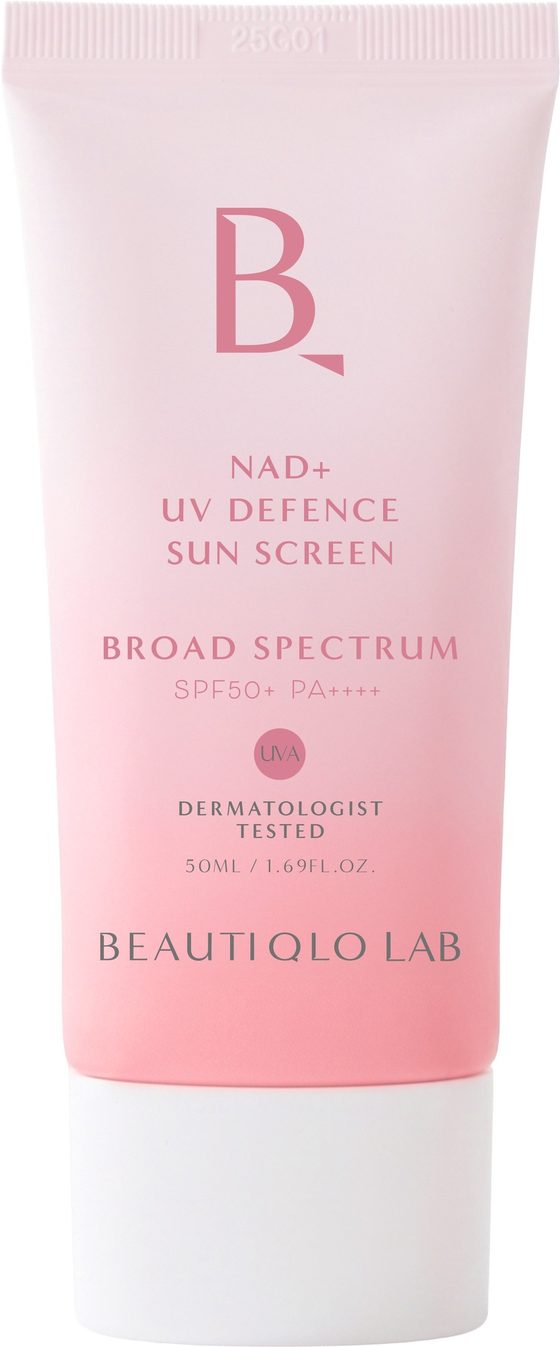 25G01
B
NAD+
UV DEFENCE
SUN SCREEN
BROAD SPECTRUM
SPF50+ PA++++
UVA
DERMATOLOGIST
TESTED
50ML / 1.69FL.OZ.
BEAUTIQLO LAB